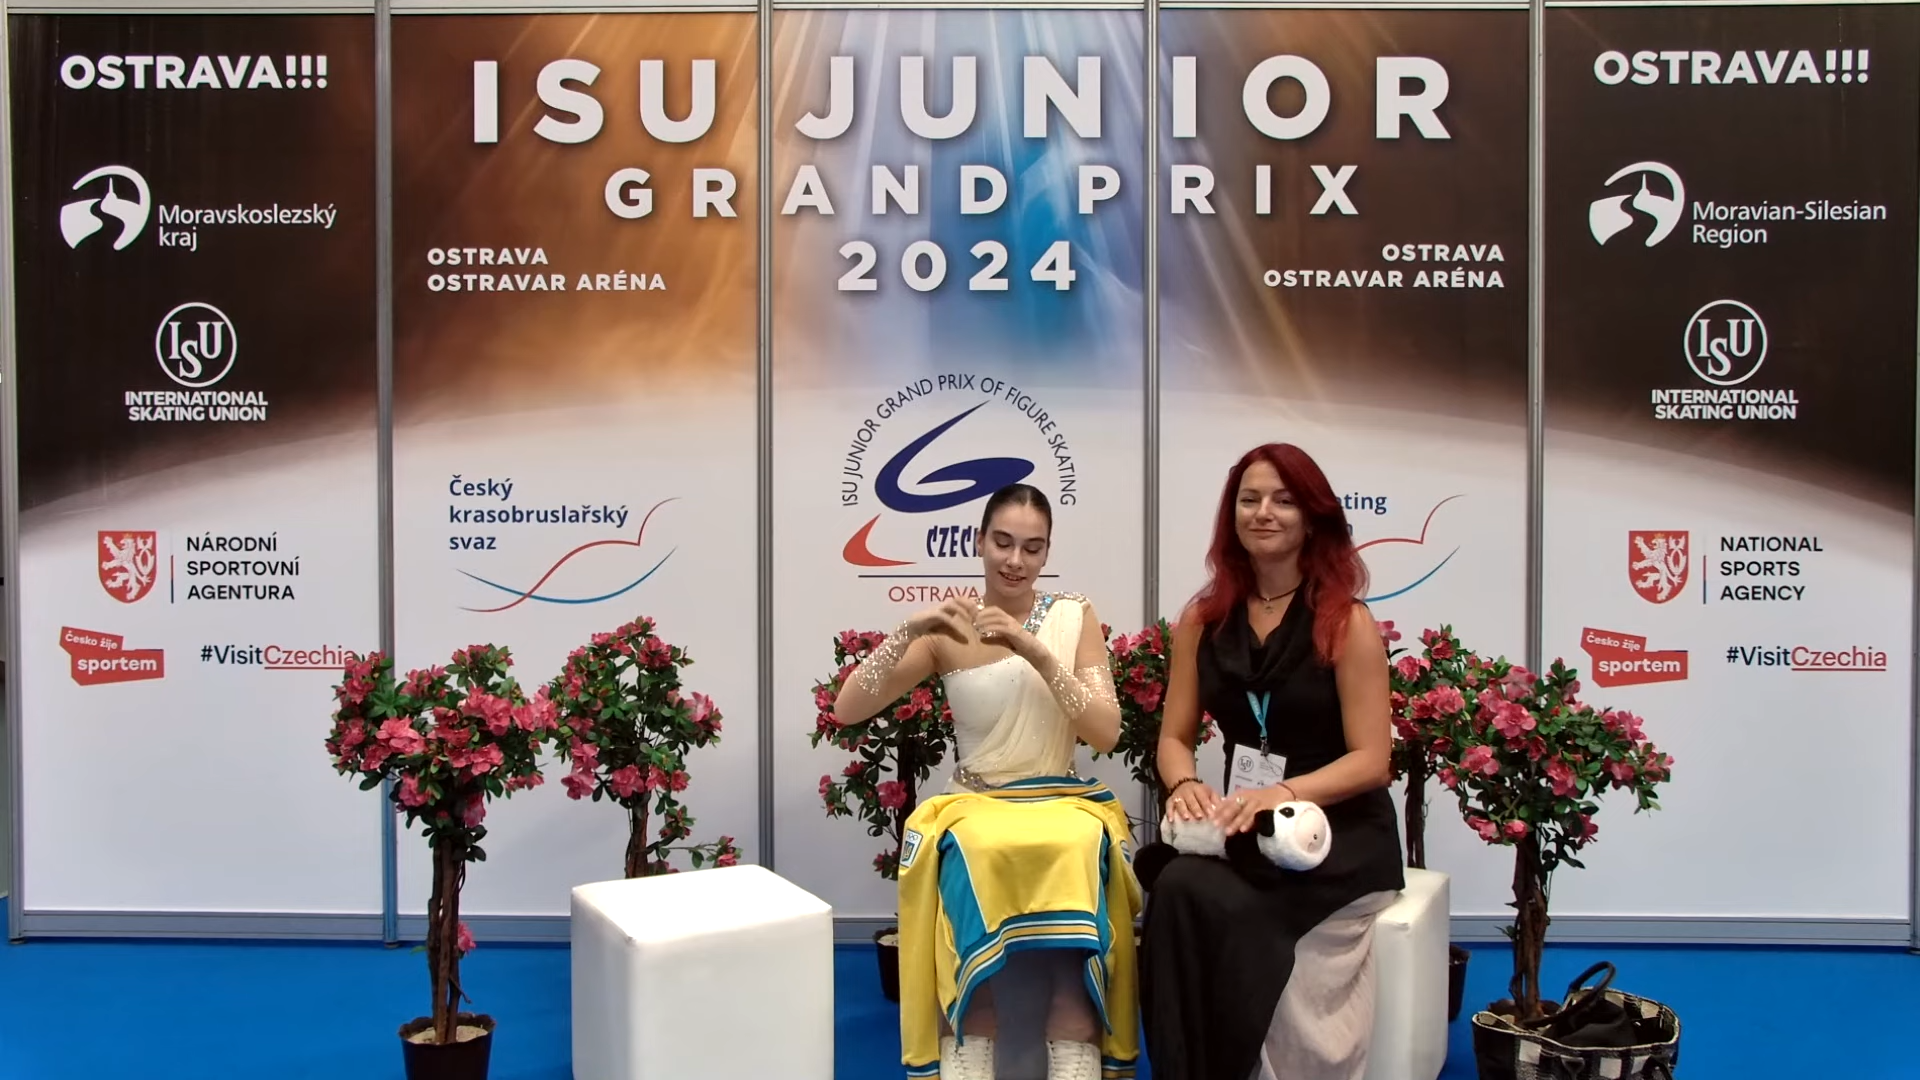 OSTRAVA!!!
Moravskoslezský
kraj
ISU
INTERNATIONAL
SKATING UNION
NÁRODNÍ
SPORTOVNÍ
AGENTURA
Česko žije
sportem
#VisitCzechia
ISU JUNIOR
GRAND PRIX
2024
OSTRAVA
OSTRAVAR ARÉNA
OSTRAVA
OSTRAVAR ARÉNA
Český
krasobruslařský
svaz
ISU JUNIOR GRAND PRIX OF FIGURE SKATING
OSTRAVA
OSTRAVA!!!
Moravian-Silesian
Region
ISU
INTERNATIONAL
SKATING UNION
NATIONAL
SPORTS
AGENCY
Česko žije
sportem
#VisitCzechia